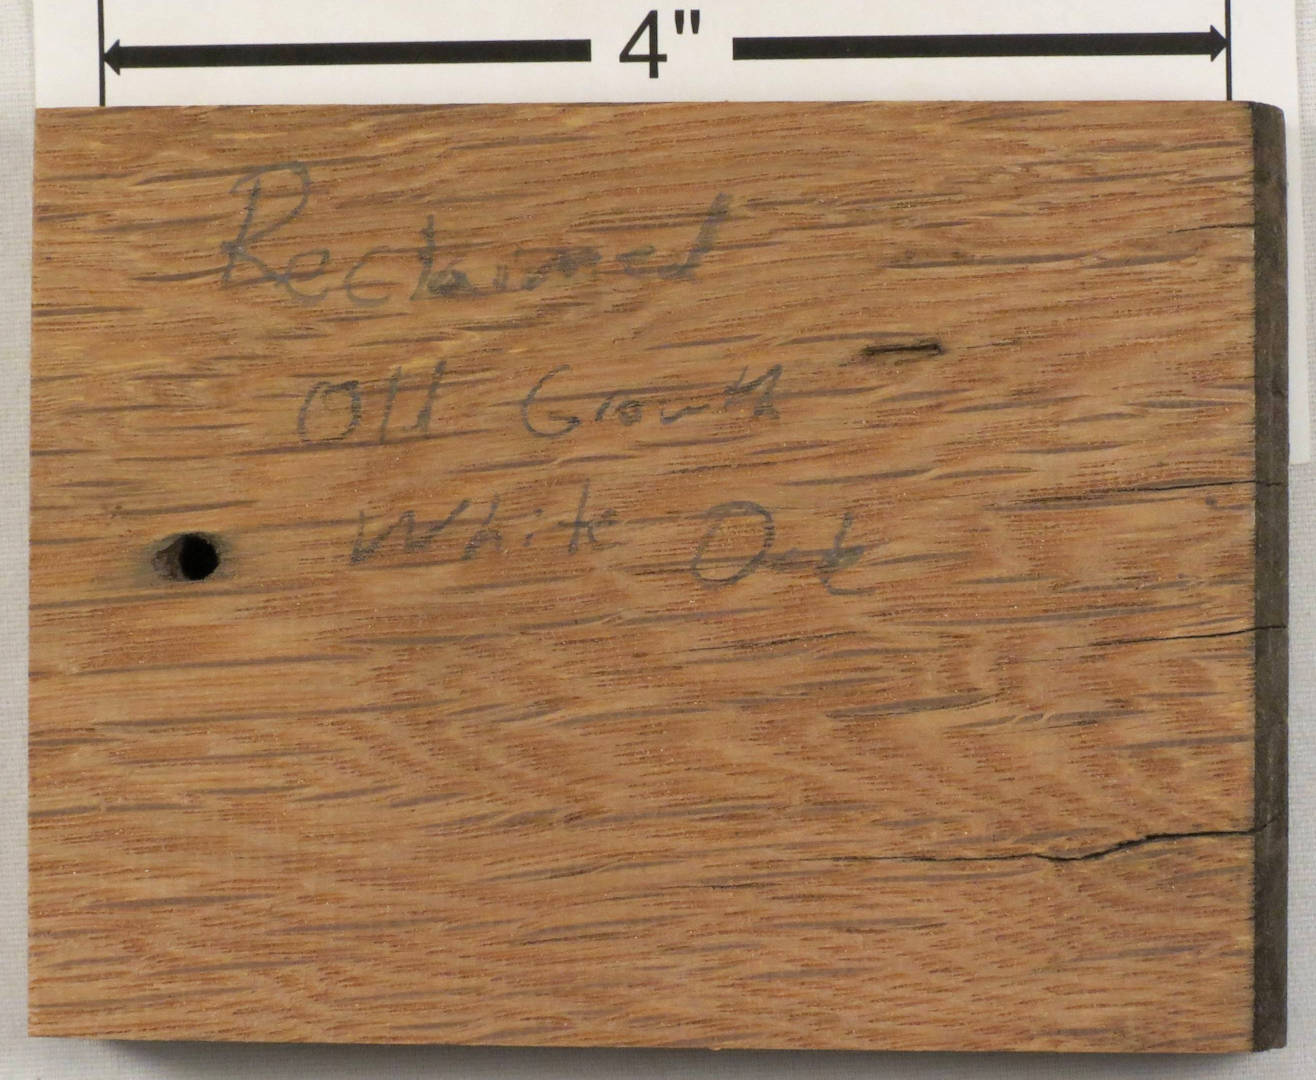 4"
Reclaimed
Old Growth
White Oak